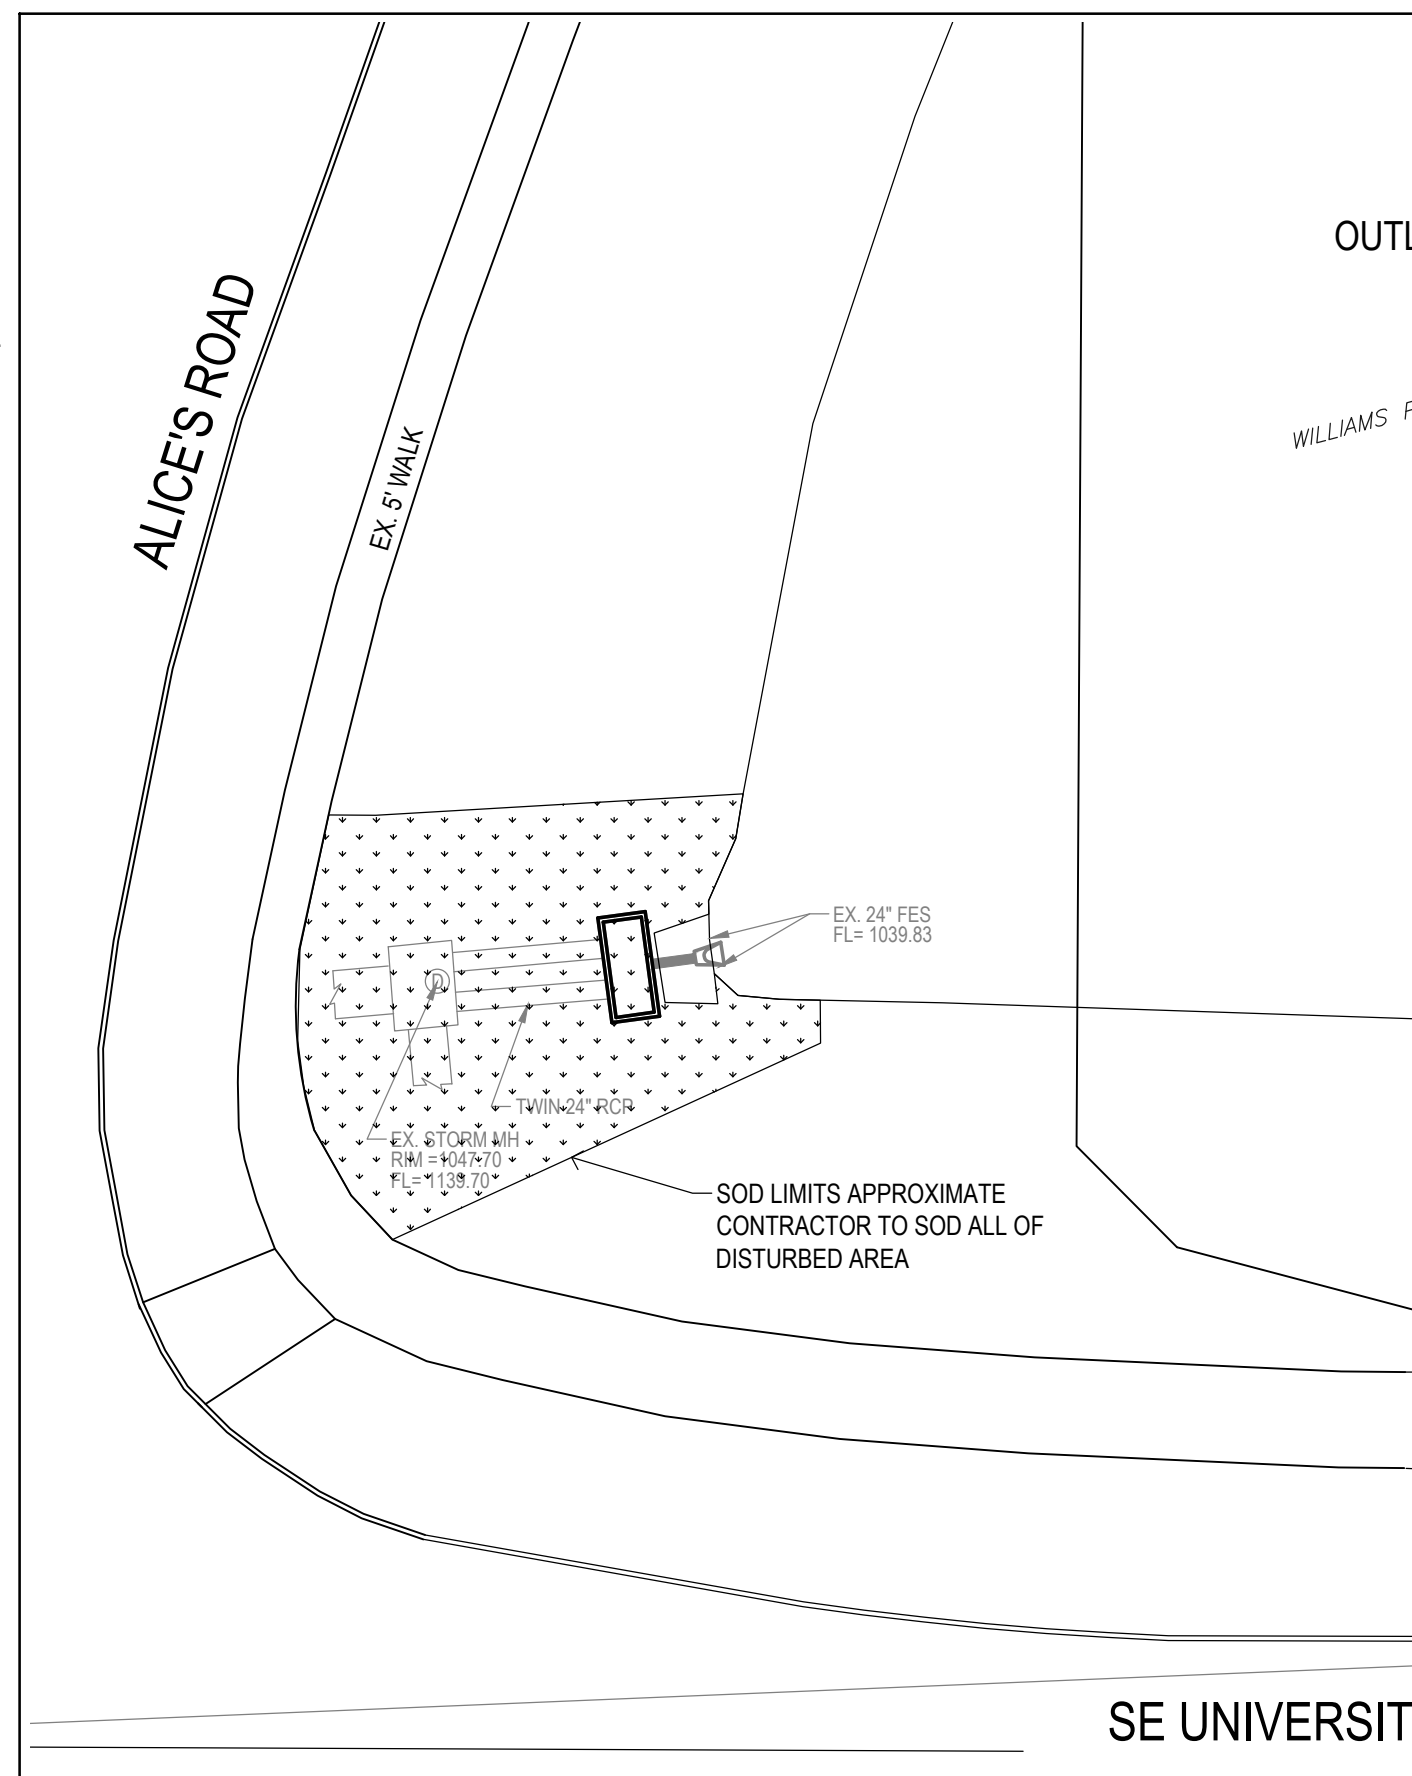 OUTL
ALICE'S ROAD
WILLIAMS
EX. 5' WALK
EX. 24" FES
FL= 1039.83
TWIN 24" RCP
EX. STORM MH
RIM =1047.70
FL= 1139.70
D
SOD LIMITS APPROXIMATE
CONTRACTOR TO SOD ALL OF
DISTURBED AREA
SE UNIVERSIT